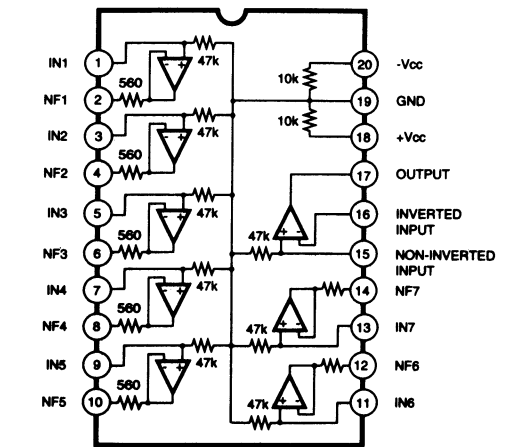 IN1 1 47k 20 -Vcc
560 10k
NF1 2 19 GND
IN2 3 47k 10k 18 +Vcc
560
NF2 4 17 OUTPUT
IN3 5 47k 16 INVERTED
INPUT
560 47k
NF3 6 15 NON-INVERTED
INPUT
IN4 7 47k 14 NF7
560 47k
NF4 8 13 IN7
IN5 9 47k 12 NF6
560 47k
NF5 10 11 IN6
- +
- +
- +
- +
- +
+ -
+ -
+ -